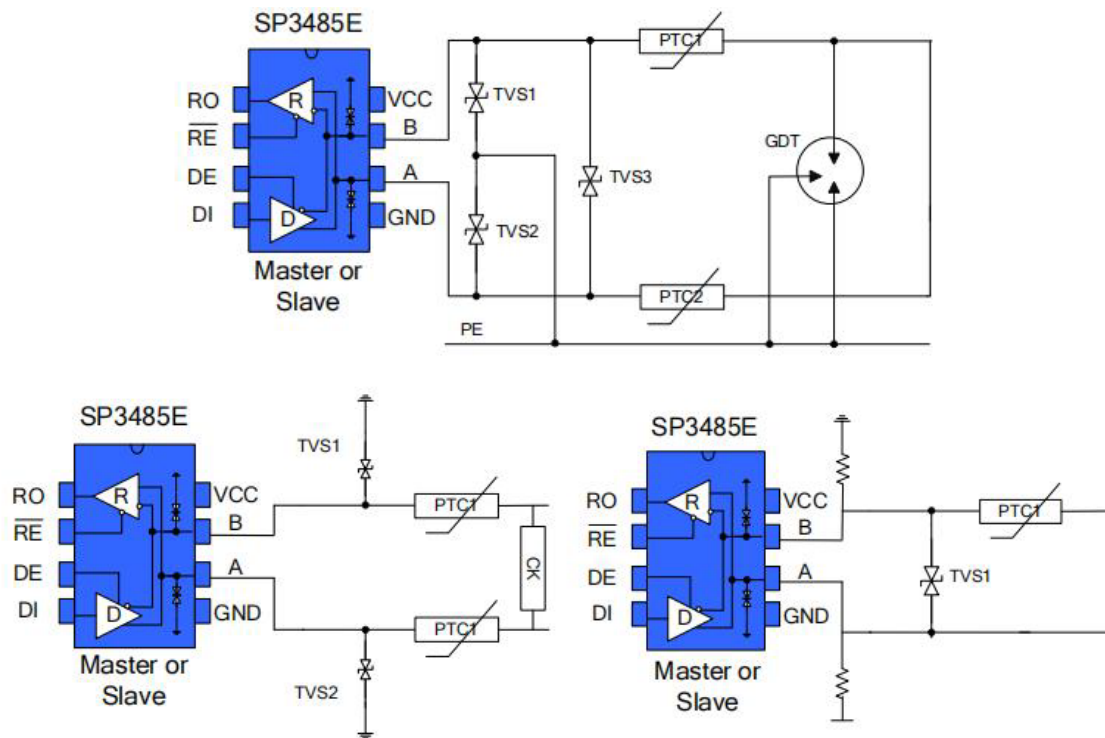 SP3485E
RO
RE
DE
DI
R
D
VCC
B
A
GND
Master or
Slave
TVS1
TVS2
TVS3
PTC1
PTC2
GDT
PE
SP3485E
RO
RE
DE
DI
R
D
VCC
B
A
GND
Master or
Slave
TVS1
TVS2
PTC1
PTC1
CK
SP3485E
RO
RE
DE
DI
R
D
VCC
B
A
GND
Master or
Slave
TVS1
PTC1